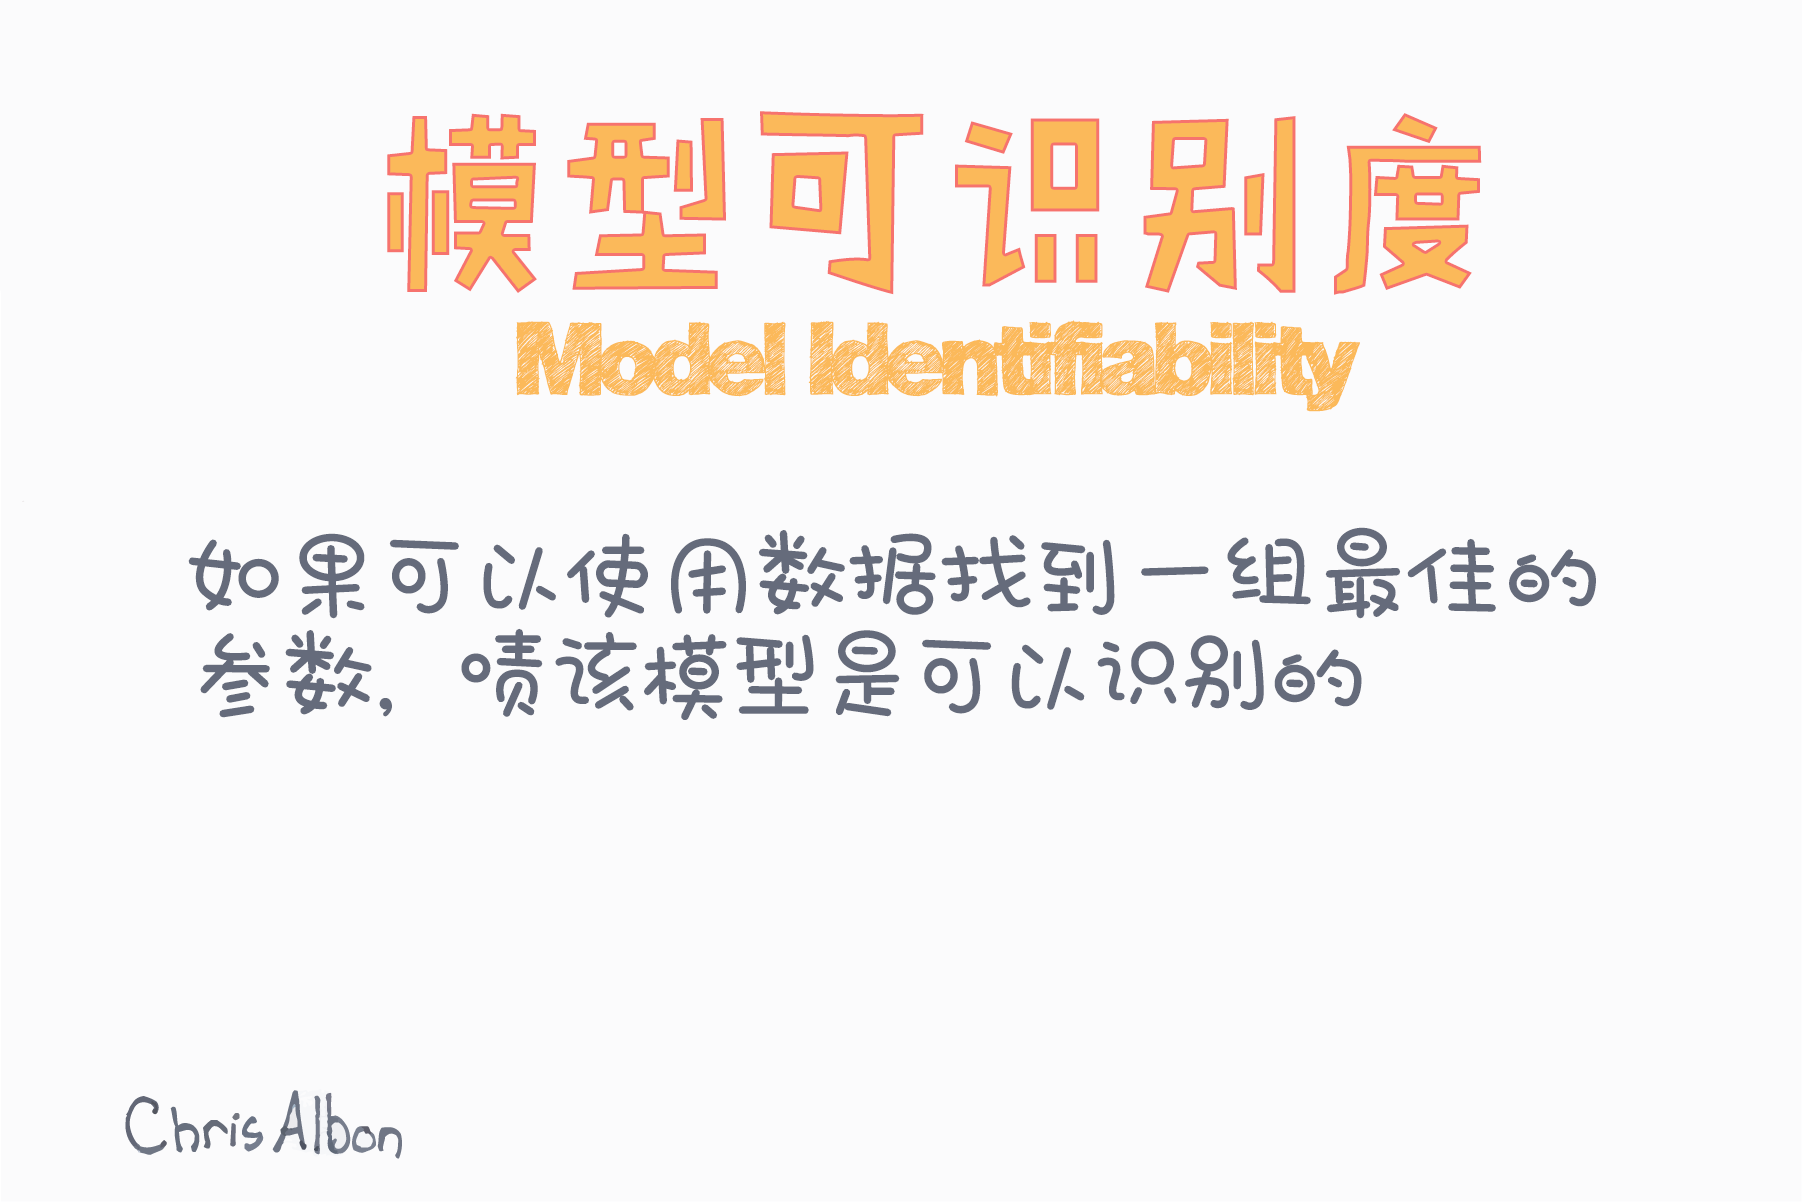 模型可识别度
Model Identifiability
如果可以使用数据找到一组最佳的
参数，啧该模型是可以识别的
Chris Albon